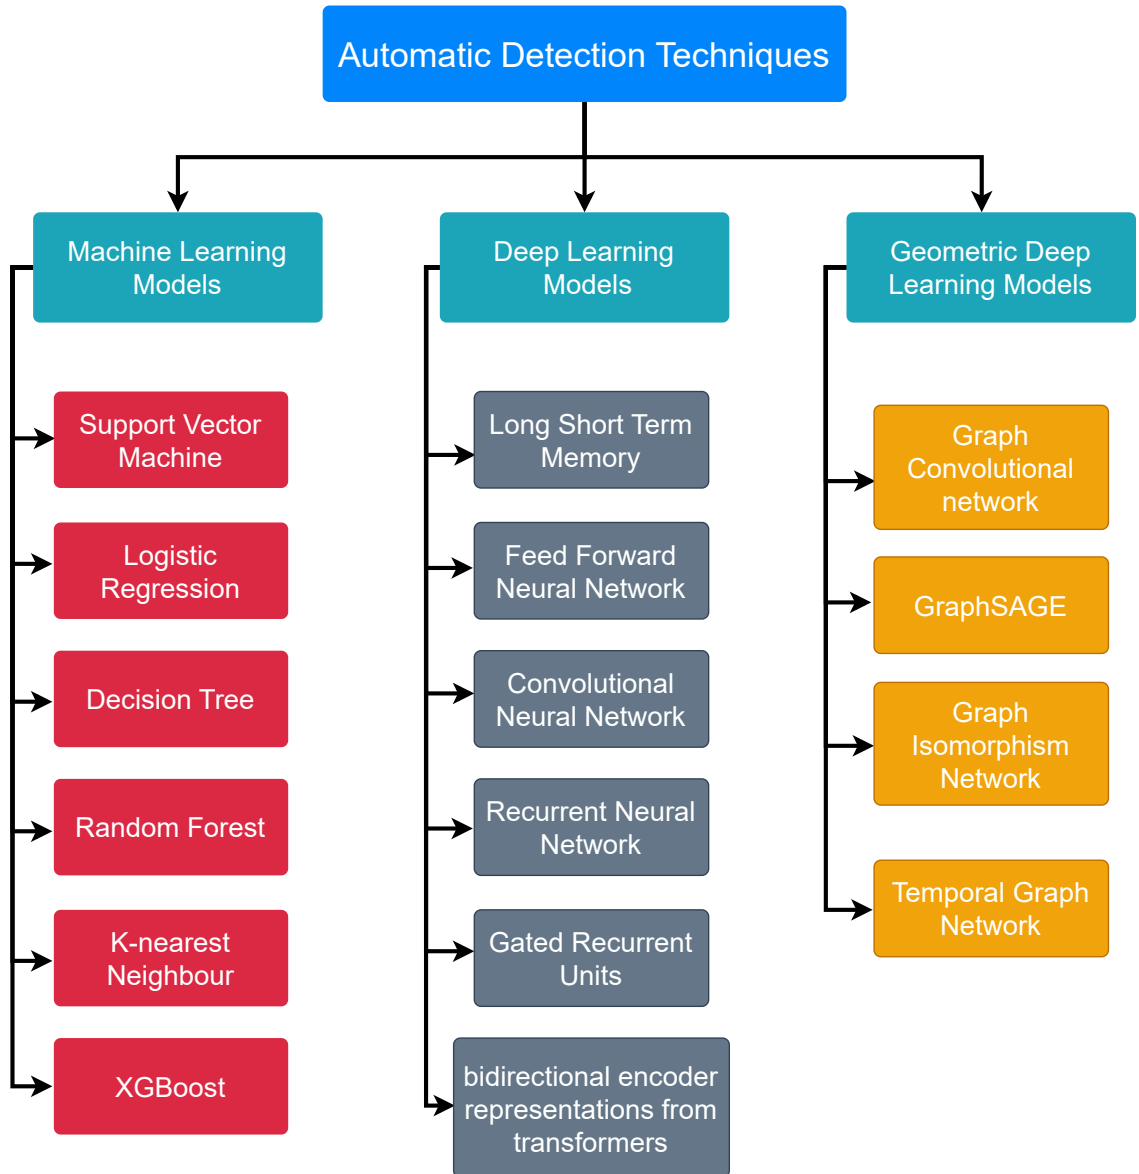 Automatic Detection Techniques
Machine Learning
Models
Deep Learning
Models
Geometric Deep
Learning Models
Support Vector
Machine
Logistic
Regression
Decision Tree
Random Forest
K-nearest
Neighbour
XGBoost
Long Short Term
Memory
Feed Forward
Neural Network
Convolutional
Neural Network
Recurrent Neural
Network
Gated Recurrent
Units
bidirectional encoder
representations from
transformers
Graph
Convolutional
network
GraphSAGE
Graph
Isomorphism
Network
Temporal Graph
Network